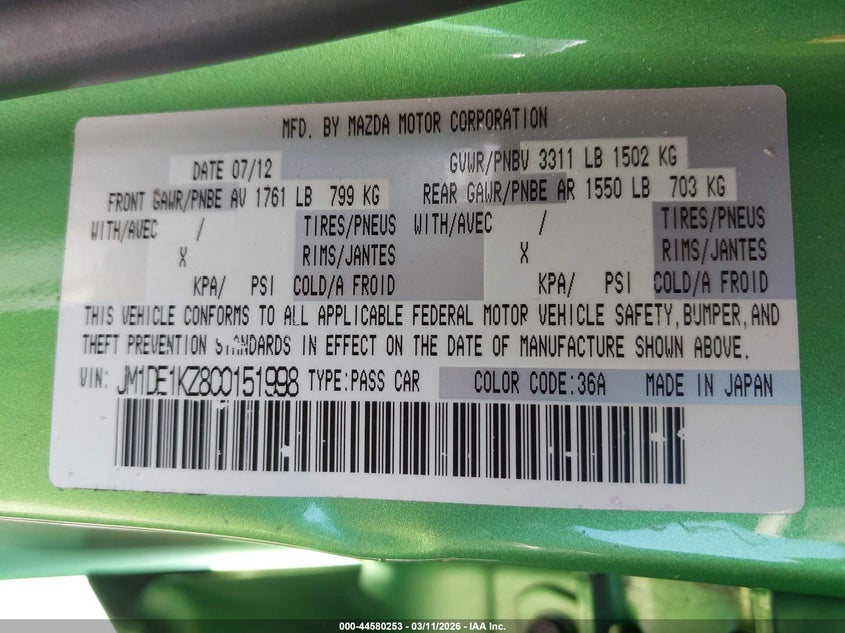 MFD. BY MAZDA MOTOR CORPORATION
DATE 07/12 GVWR/PNBV 3311 LB 1502 KG
FRONT GAWR/PNBE AV 1761 LB 799 KG REAR GAWR/PNBE AR 1550 LB 703 KG
WITH/AVEC / TIRES/PNEUS WITH/AVEC / TIRES/PNEUS
X RIMS/JANTES X RIMS/JANTES
KPA/ PSI COLD/A FROID KPA/ PSI COLD/A FROID
THIS VEHICLE CONFORMS TO ALL APPLICABLE FEDERAL MOTOR VEHICLE SAFETY, BUMPER, AND
THEFT PREVENTION STANDARDS IN EFFECT ON THE DATE OF MANUFACTURE SHOWN ABOVE.
VIN: JM1DE1KZ8C0151998 TYPE:PASS CAR COLOR CODE:36A MADE IN JAPAN
000-44580253 - 03/11/2026 - IAA Inc.